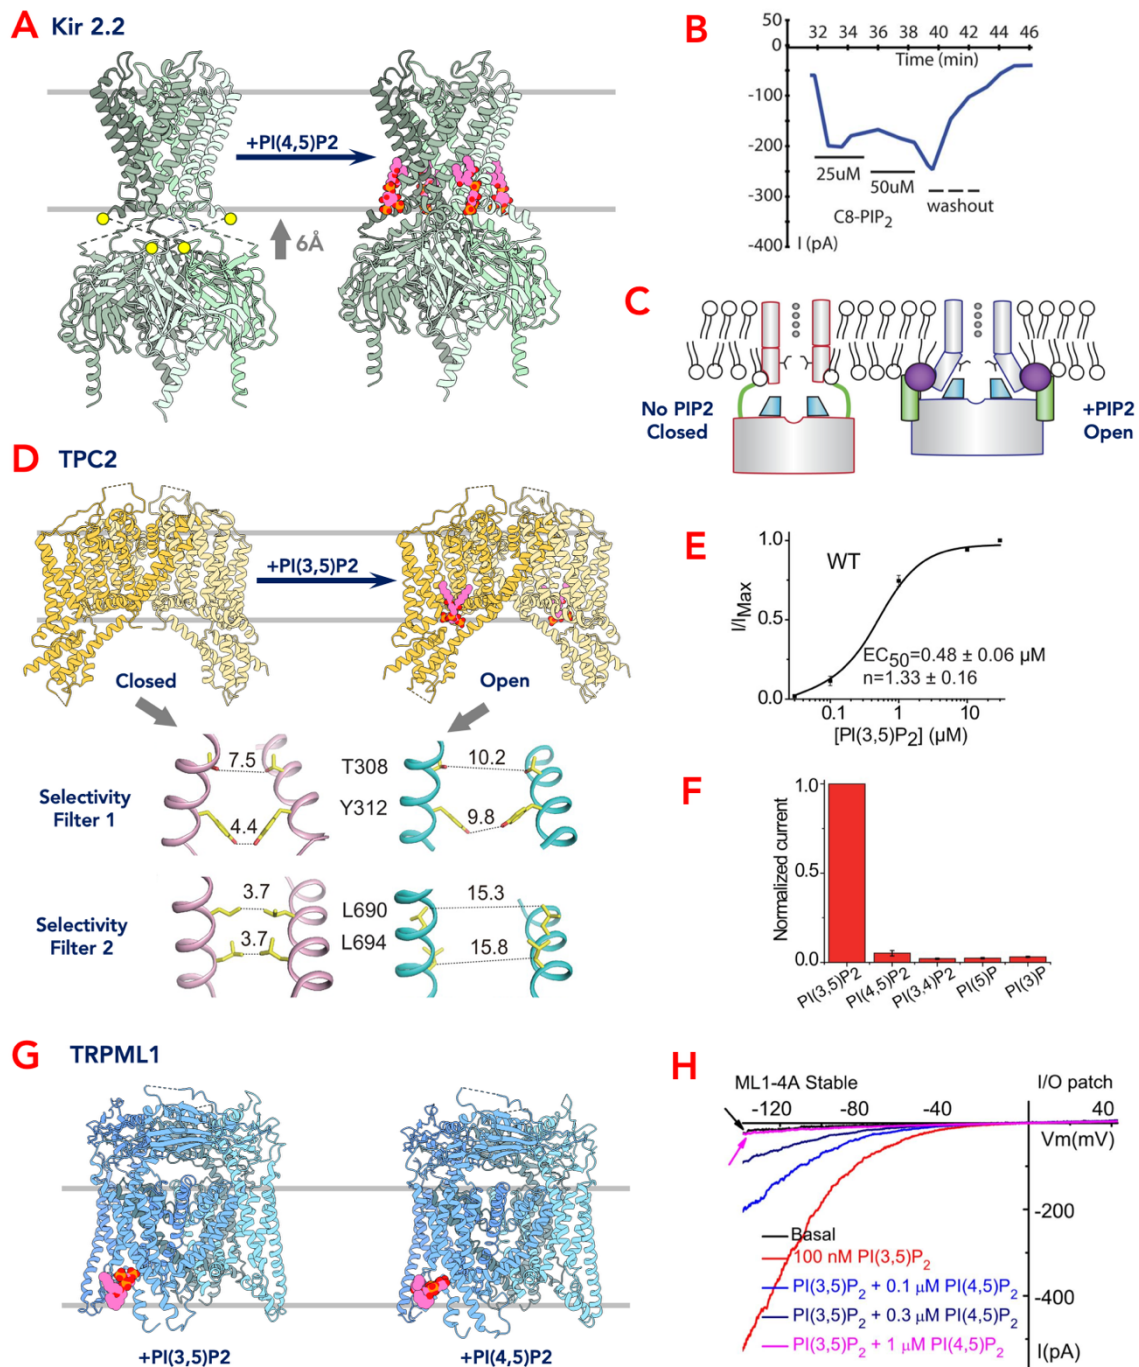 A Kir 2.2
+PI(4,5)P2
6Å
B
50
0
-100
-200
-300
-400
32 34 36 38 40 42 44 46
Time (min)
25uM
50uM
C8-PIP2
washout
I (pA)
C
No PIP2
Closed
+PIP2
Open
D TPC2
+PI(3,5)P2
Closed
Open
Selectivity
Filter 1
7.5
4.4
T308
Y312
10.2
9.8
Selectivity
Filter 2
3.7
3.7
L690
L694
15.3
15.8
E
WT
I/IMax
1.0
0.5
0.0
EC50=0.48 ± 0.06 µM
n=1.33 ± 0.16
0.1 1 10
[PI(3,5)P2] (µM)
F
Normalized current
1.0
0.5
0.0
PI(3,5)P2
PI(4,5)P2
PI(3,4)P2
PI(5)P
PI(3)P
G TRPML1
+PI(3,5)P2
+PI(4,5)P2
H
ML1-4A Stable
I/O patch
-120 -80 -40 40
Vm(mV)
-200
-400
I(pA)
Basal
100 nM PI(3,5)P2
PI(3,5)P2 + 0.1 µM PI(4,5)P2
PI(3,5)P2 + 0.3 µM PI(4,5)P2
PI(3,5)P2 + 1 µM PI(4,5)P2